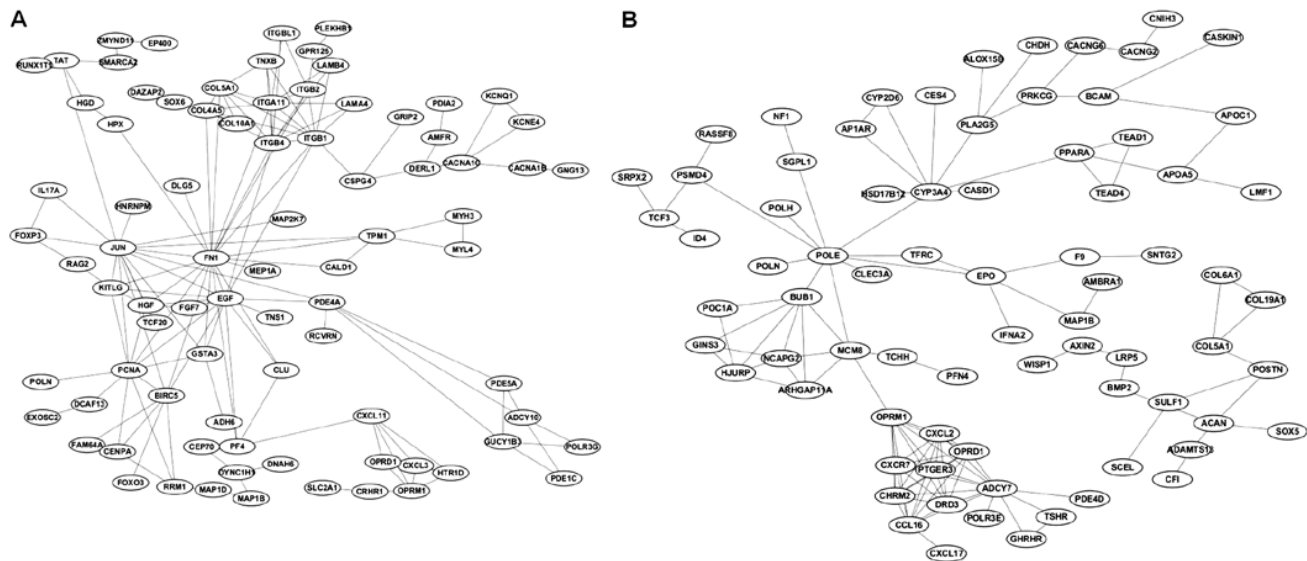 A
ITGBL1
PLEKHB1
ZMYND11
EP400
TAT
GPR126
TNXB
LAMB4
RUNX1T1
SMARCA2
COL5A1
ITGB2
DAZAP2
SOX6
ITGA11
LAMA4
PDIA2
KCNQ1
HGD
COL4A5
GRIP2
HPX
COL18A1
ITGB4
ITGB1
AMFR
KCNE4
DERL1
CACNA1C
CACNA1B
GNG13
CSPG4
IL17A
DLG5
HNRNPM
MAP2K7
MYH3
FOXP3
TPM1
JUN
MYL4
RAG2
FN1
CALD1
MEP1A
KITLG
EGF
HGF
FGF7
PDE4A
TCF20
TNS1
RCVRN
GSTA3
PCNA
CLU
POLN
PDE5A
BIRC5
DCAF13
EXOSC2
ADH6
CXCL11
ADCY10
FAM64A
CEP70
PF4
GUCY1B3
POLR3G
CENPA
OPRD1
CXCL3
DYNC1H1
DNAH6
HTR1D
PDE1C
FOXO3
RRM1
MAP1D
MAP1B
SLC2A1
CRHR1
OPRM1
B
CNIH3
CACNG6
CACNG2
CASKIN1
CHDH
ALOX15B
CYP2D6
CES4
PRKCG
BCAM
NF1
APOC1
RASSF8
AP1AR
PLA2G5
TEAD1
PPARA
SGPL1
SRPX2
PSMD4
APOA5
HSD17B12
CYP3A4
CASD1
TEAD4
LMF1
POLH
TCF3
ID4
POLE
TFRC
F9
SNTG2
POLN
CLEC3A
EPO
COL6A1
AMBRA1
BUB1
COL19A1
POC1A
MAP1B
IFNA2
GINS3
MCM8
AXIN2
COL5A1
NCAPG2
TCHH
WISP1
LRP5
HJURP
PFN4
POSTN
ARHGAP11A
BMP2
SULF1
OPRM1
ACAN
CXCL2
SOX5
OPRD1
ADAMTS18
CXCR7
PTGER3
SCEL
CFI
ADCY7
CHRM2
PDE4D
DRD3
POLR3E
TSHR
CCL16
GHRHR
CXCL17